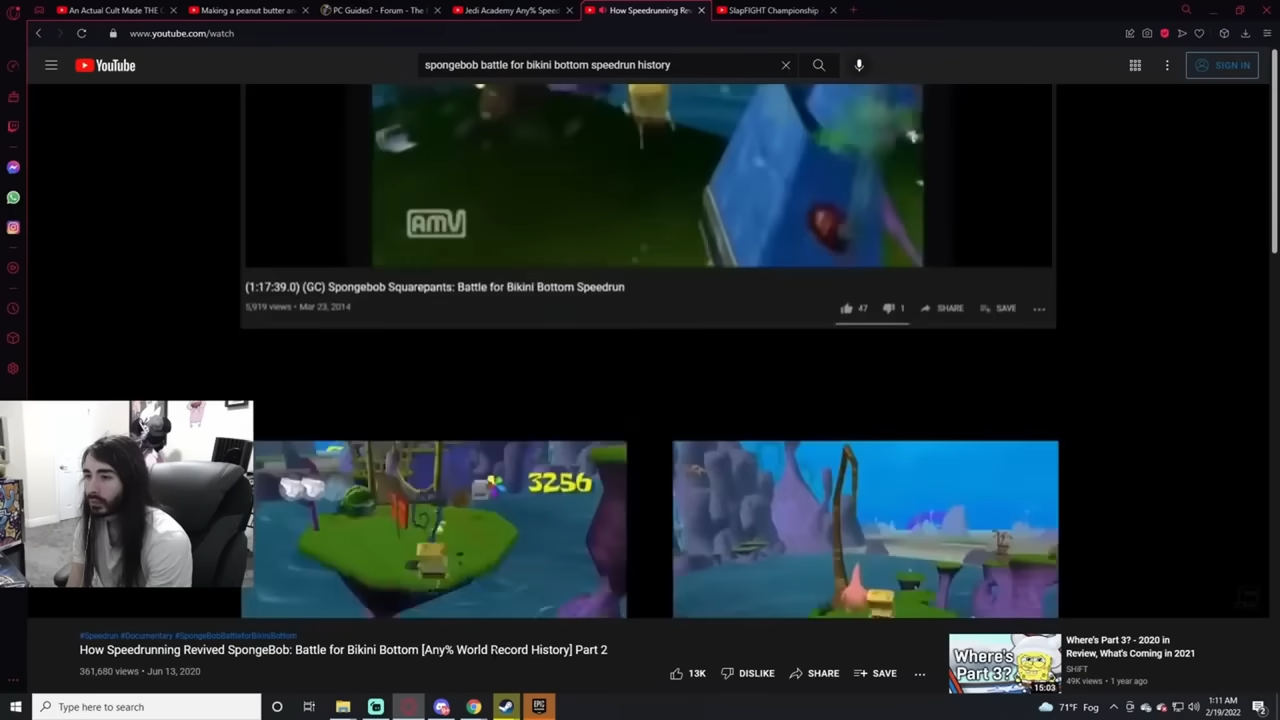 An Actual Cult Made THE C
Making a peanut butter and
PC Guides? - Forum - The
Jedi Academy Any% Speed
How Speedrunning Rev
SlapFIGHT Championship
www.youtube.com/watch
YouTube
spongebob battle for bikini bottom speedrun history
SIGN IN
AMV
(1:17:39.0) (GC) Spongebob Squarepants: Battle for Bikini Bottom Speedrun
5,919 views • Mar 23, 2014
47
1
SHARE
SAVE
3256
#Speedrun #Documentary #SpongeBobBattleforBikiniBottom
How Speedrunning Revived SpongeBob: Battle for Bikini Bottom [Any% World Record History] Part 2
361,680 views • Jun 13, 2020
13K
DISLIKE
SHARE
SAVE
Where's
Part 3?
15:03
Where's Part 3? - 2020 in
Review, What's Coming in 2021
SHIFT
49K views • 1 year ago
Type here to search
71°F Fog
1:11 AM
2/19/2022
2